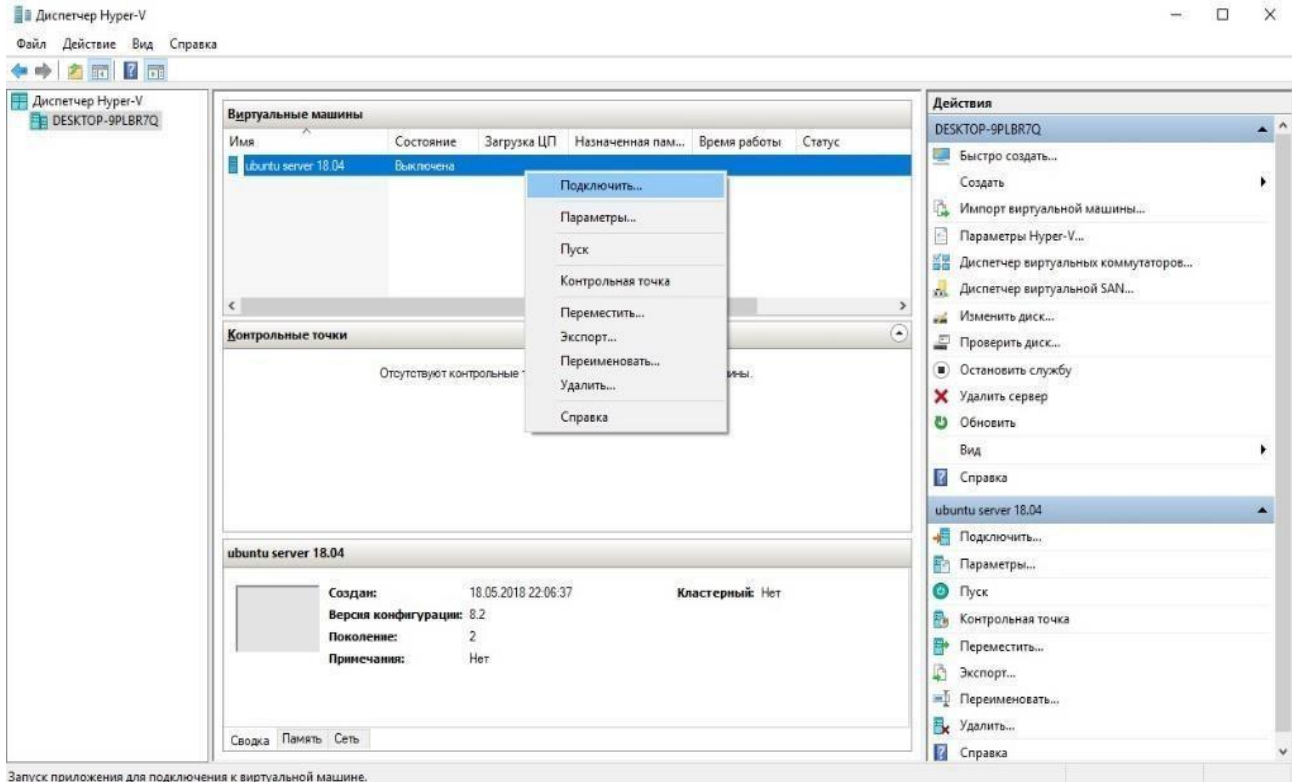 Диспетчер Hyper-V
Файл Действие Вид Справка
Диспетчер Hyper-V
DESKTOP-9PLBR7Q
Виртуальные машины
Имя Состояние Загрузка ЦП Назначенная пам... Время работы Статус
ubuntu server 18.04 Выключена
Подключить...
Параметры...
Пуск
Контрольная точка
Переместить...
Экспорт...
Переименовать...
Удалить...
Справка
Контрольные точки
Отсутствуют контрольные
ubuntu server 18.04
Создан: 18.05.2018 22:06:37 Кластерный: Нет
Версия конфигурации: 8.2
Поколение: 2
Примечания: Нет
Сводка Память Сеть
Действия
DESKTOP-9PLBR7Q
Быстро создать...
Создать
Импорт виртуальной машины...
Параметры Hyper-V...
Диспетчер виртуальных коммутаторов...
Диспетчер виртуальной SAN...
Изменить диск...
Проверить диск...
Остановить службу
Удалить сервер
Обновить
Вид
Справка
ubuntu server 18.04
Подключить...
Параметры...
Пуск
Контрольная точка
Переместить...
Экспорт...
Переименовать...
Удалить...
Справка
Запуск приложения для подключения к виртуальной машине.